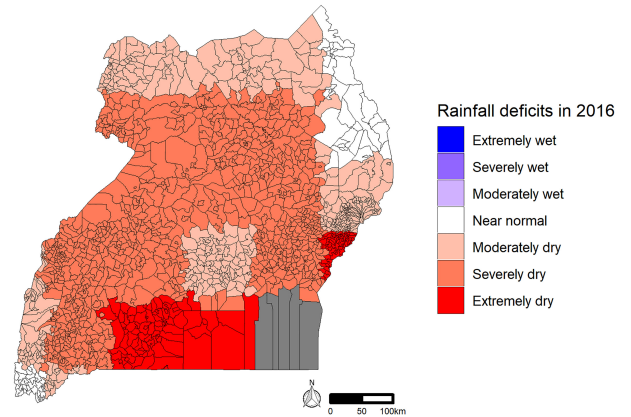 Rainfall deficits in 2016
Extremely wet
Severely wet
Moderately wet
Near normal
Moderately dry
Severely dry
Extremely dry
N
0 50 100km